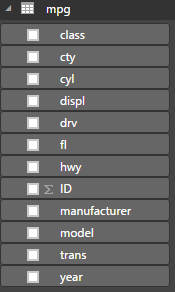 mpg
class
cty
cyl
displ
drv
fl
hwy
Σ ID
manufacturer
model
trans
year